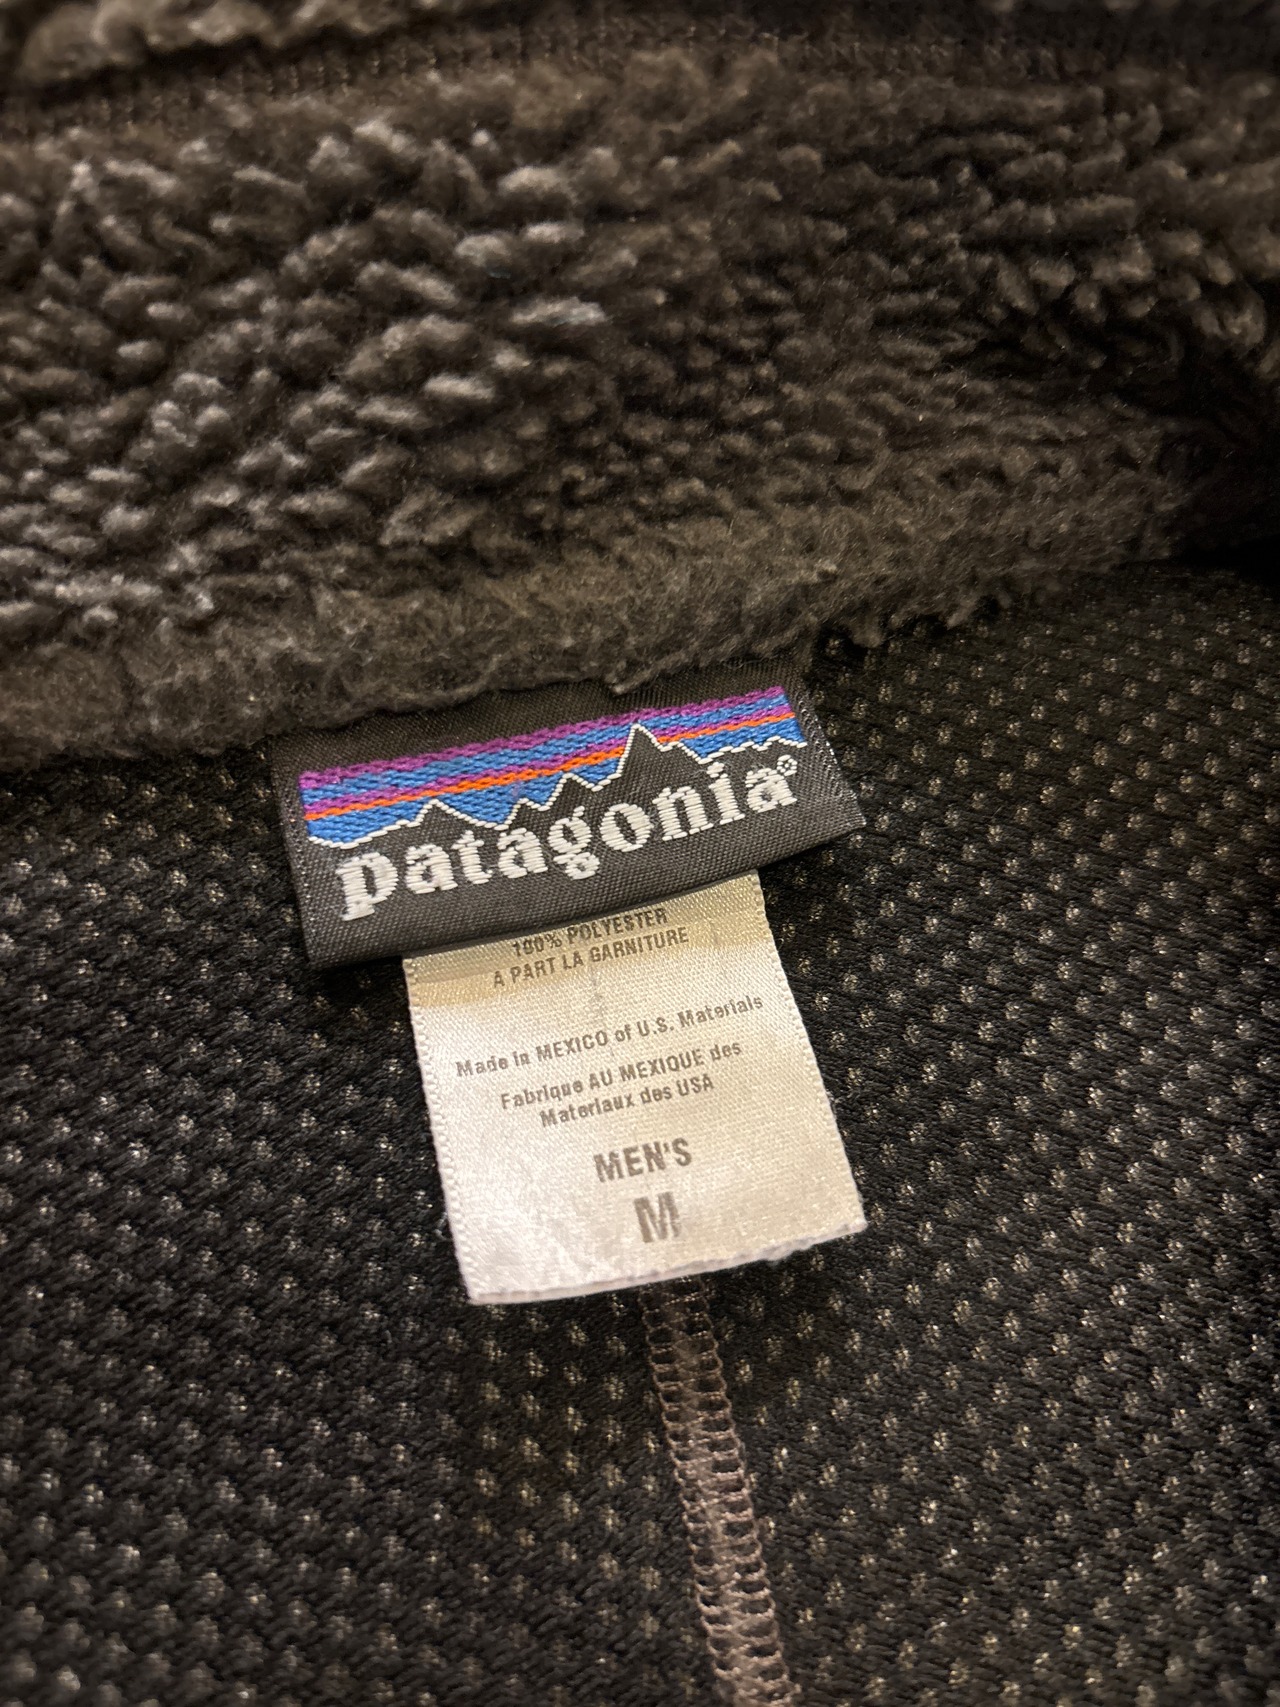 patagonia®
100% POLYESTER
A PART LA GARNITURE
Made in MEXICO of U.S. Materials
Fabrique AU MEXIQUE des
Materiaux des USA
MEN'S
M